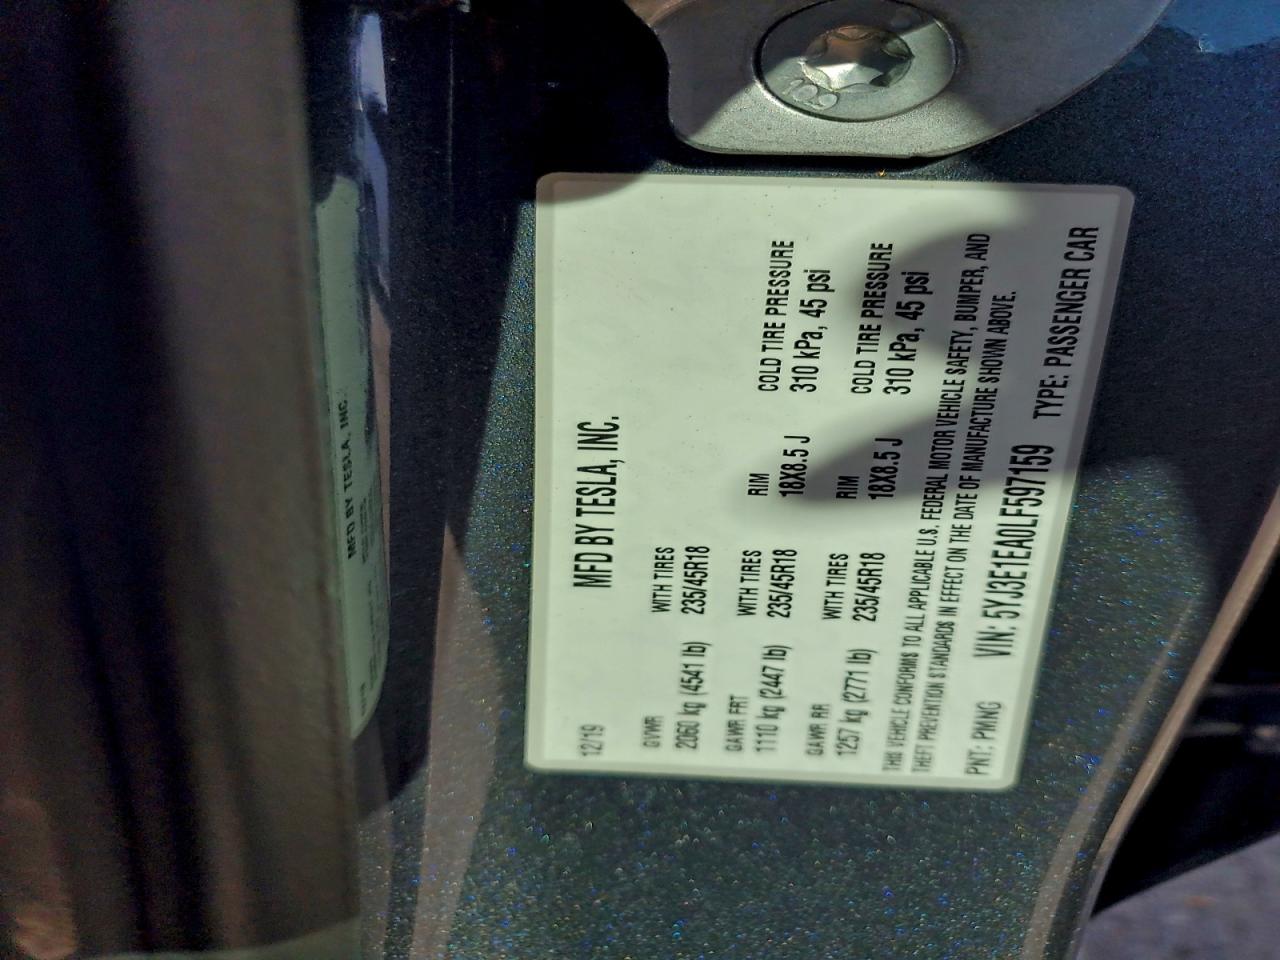 MFD BY TESLA, INC.
12/19
GVWR
2060 kg (4541 lb)
WITH TIRES
235/45R18
GAWR FRT
1110 kg (2447 lb)
WITH TIRES
235/45R18
RIM
18X8.5 J
COLD TIRE PRESSURE
310 kPa, 45 psi
GAWR RR
1257 kg (2771 lb)
WITH TIRES
235/45R18
RIM
18X8.5 J
COLD TIRE PRESSURE
310 kPa, 45 psi
THIS VEHICLE CONFORMS TO ALL APPLICABLE U.S. FEDERAL MOTOR VEHICLE SAFETY, BUMPER, AND
THEFT PREVENTION STANDARDS IN EFFECT ON THE DATE OF MANUFACTURE SHOWN ABOVE.
PNT: PMNG VIN: 5YJ3E1EA0LF597159 TYPE: PASSENGER CAR
MFD BY TESLA, INC.